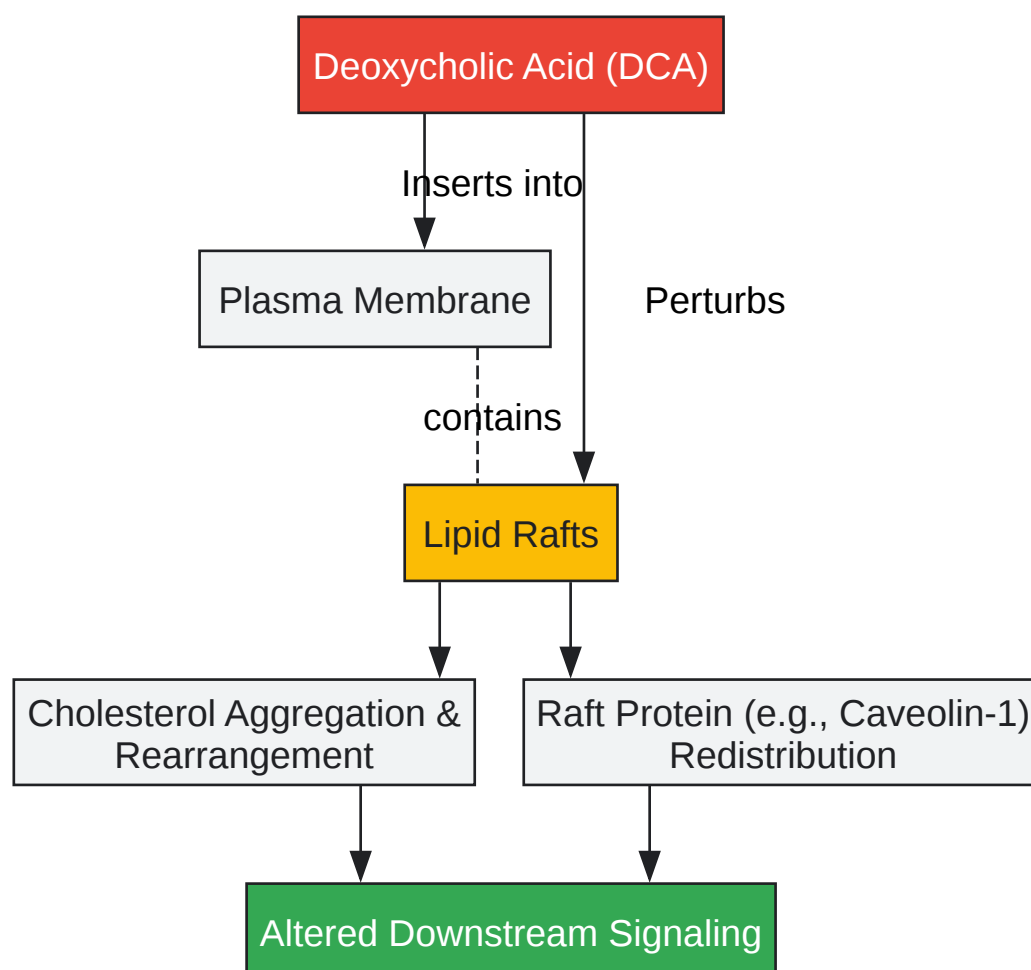 Deoxycholic Acid (DCA)
Inserts into
Plasma Membrane
Perturbs
contains
Lipid Rafts
Cholesterol Aggregation &
Rearrangement
Raft Protein (e.g., Caveolin-1)
Redistribution
Altered Downstream Signaling